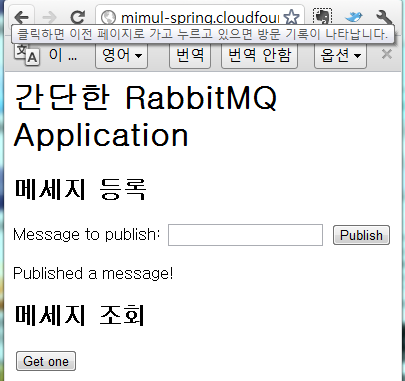 mimul-spring.cloudfou
클릭하면 이전 페이지로 가고 누르고 있으면 방문 기록이 나타납니다.
이 ... 영어 번역 번역 안함 옵션
간단한 RabbitMQ
Application
메세지 등록
Message to publish: Publish
Published a message!
메세지 조회
Get one